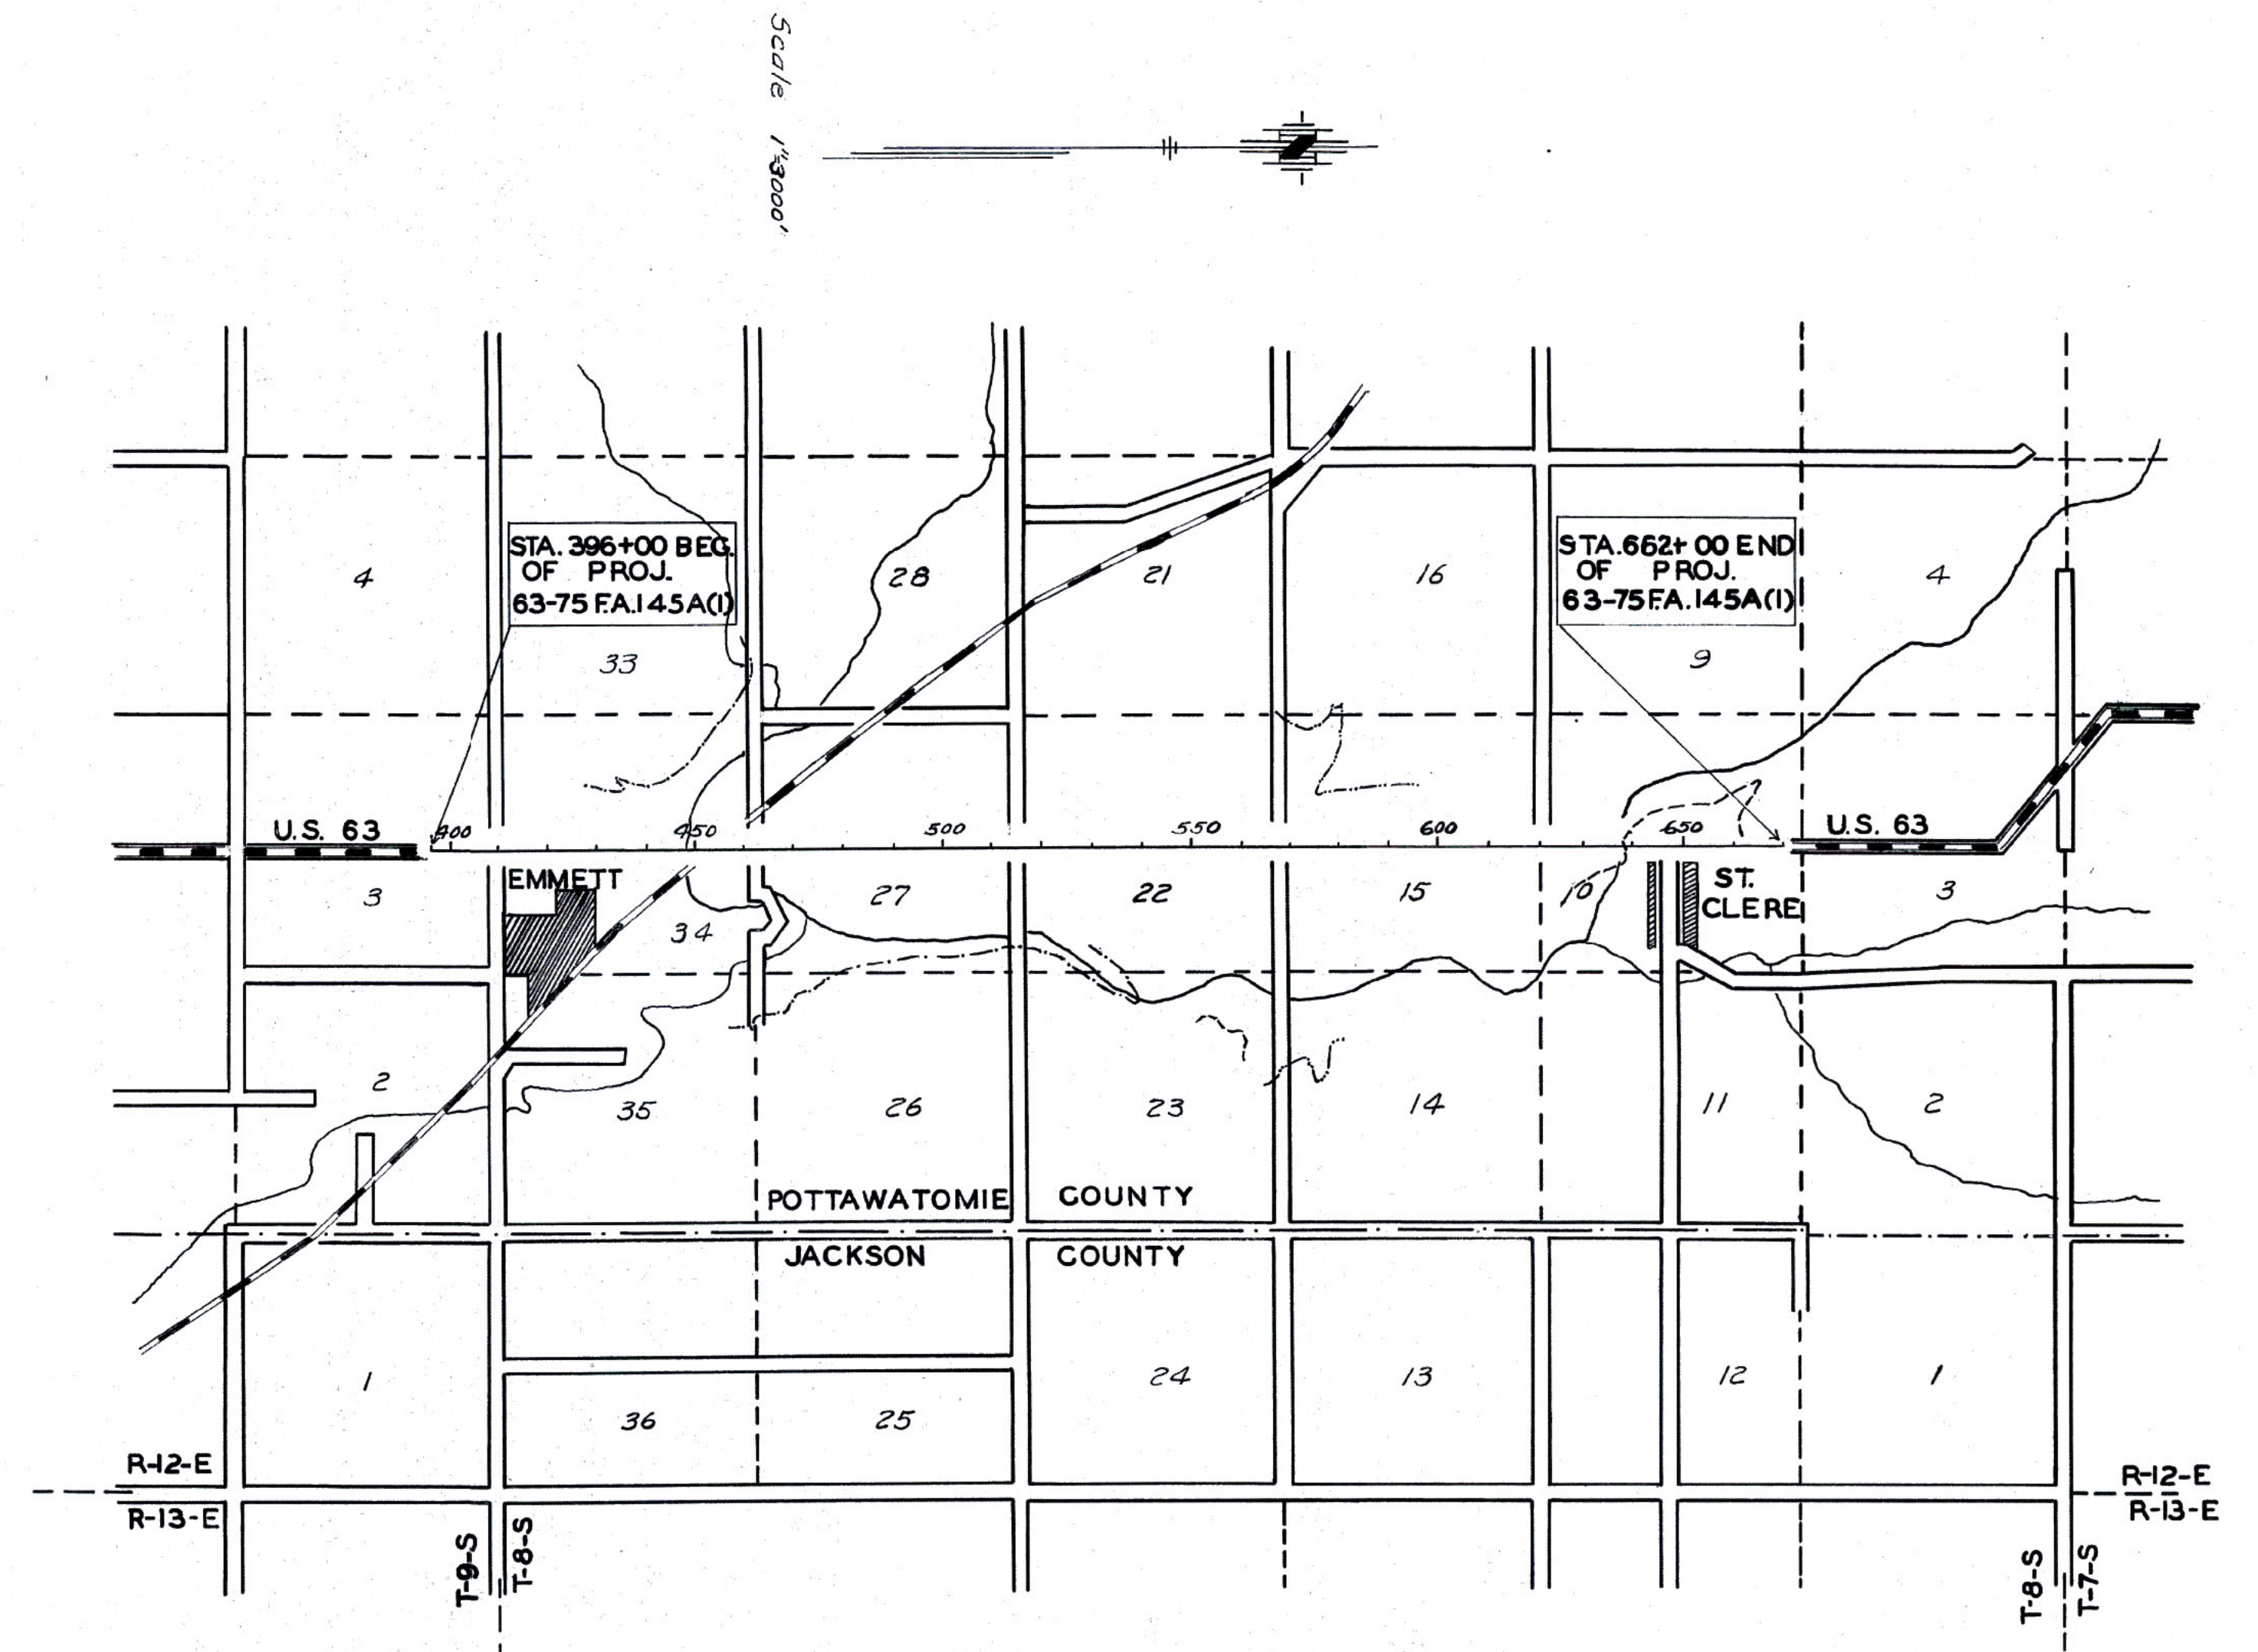 Scale 1"=3000'
STA. 396+00 BEG.
OF PROJ.
63-75 F.A.145A(1)
STA.662+00 END
OF PROJ.
63-75 F.A.145A(1)
4
28
21
16
4
33
9
U.S. 63
400
450
500
550
600
650
U.S. 63
EMMETT
3
34
27
22
15
10
ST.
CLERE
3
2
35
26
23
14
11
2
POTTAWATOMIE COUNTY
JACKSON COUNTY
1
36
25
24
13
12
1
R-12-E
R-13-E
R-12-E
R-13-E
T-9-S
T-8-S
T-8-S
T-7-S